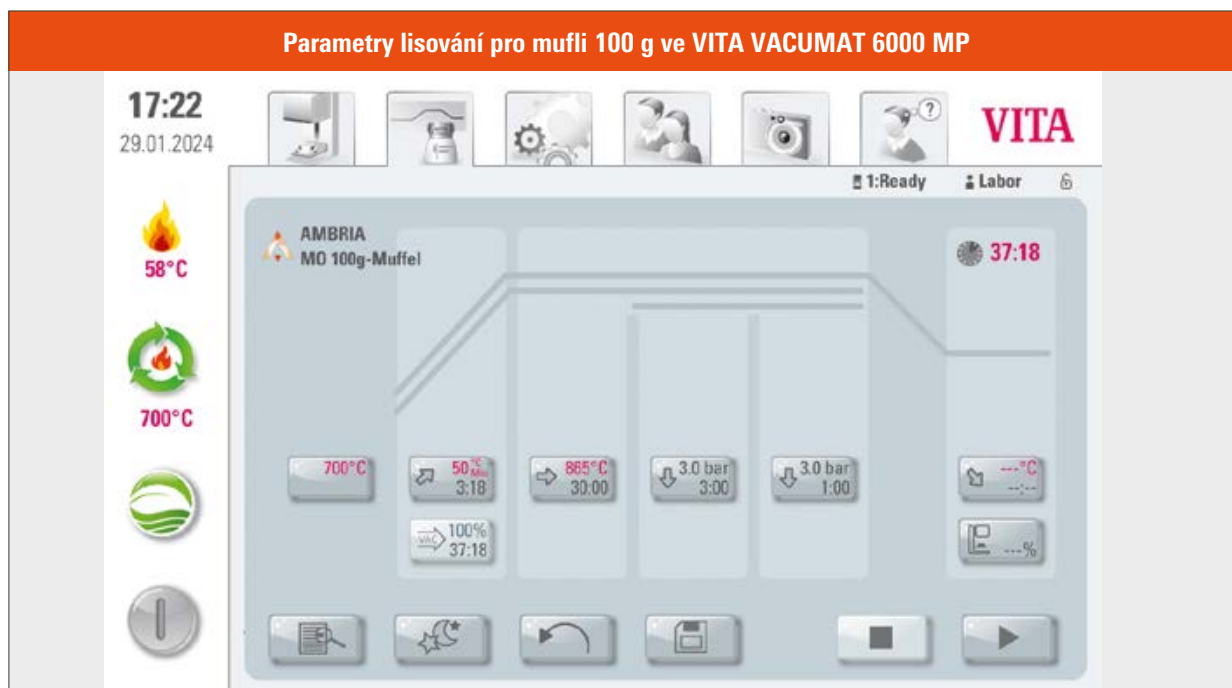 Parametry lisování pro mufli 100 g ve VITA VACUMAT 6000 MP
17:22
29.01.2024
?
VITA
1:Ready
Labor
58°C
700°C
AMBRIA
MO 100g-Muffel
37:18
700°C
50 °C/Min
3:18
865°C
30:00
3.0 bar
3:00
3.0 bar
1:00
---°C
--:--
VAC
100%
37:18
---%